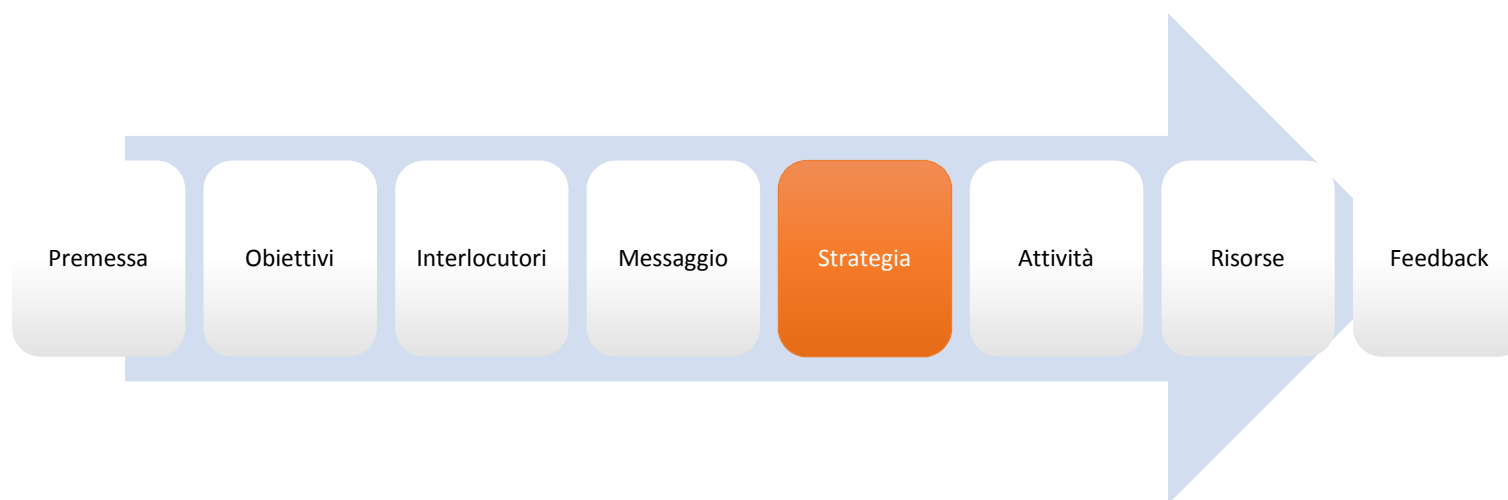 Premessa
Obiettivi
Interlocutori
Messaggio
Strategia
Attività
Risorse
Feedback